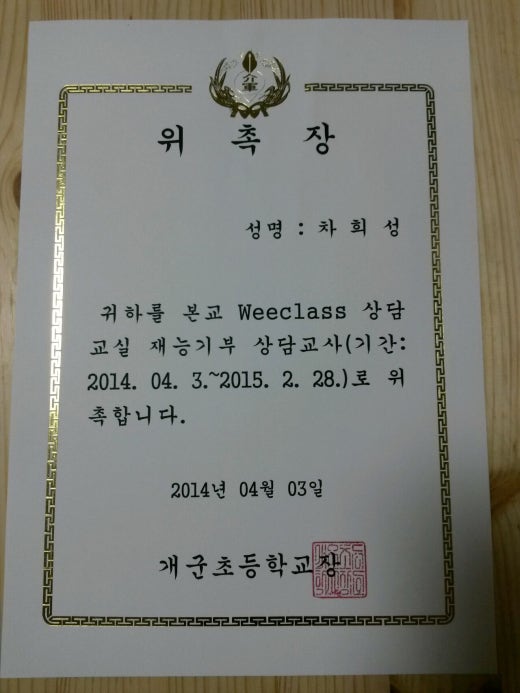 介軍
위 촉 장
성명 : 차 희 성
귀하를 본교 Weeclass 상담
교실 재능기부 상담교사(기간:
2014. 04. 3.~2015. 2. 28.)로 위
촉합니다.
2014년 04월 03일
개군초등학교장